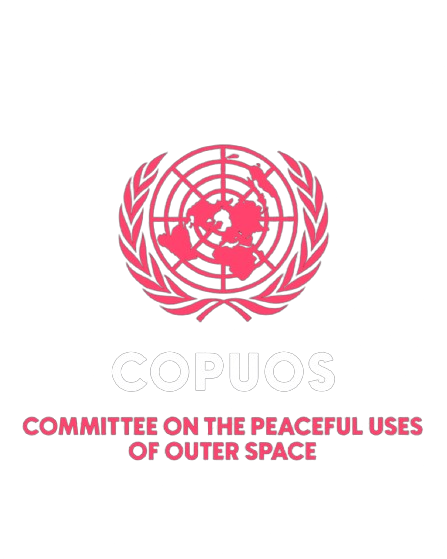 COPUOS
COMMITTEE ON THE PEACEFUL USES
OF OUTER SPACE